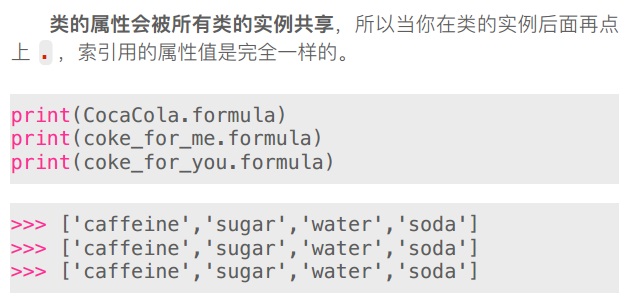 类的属性会被所有类的实例共享，所以当你在类的实例后面再点
上 . ，索引用的属性值是完全一样的。
print(CocaCola.formula)
print(coke_for_me.formula)
print(coke_for_you.formula)
>>> ['caffeine','sugar','water','soda']
>>> ['caffeine','sugar','water','soda']
>>> ['caffeine','sugar','water','soda']